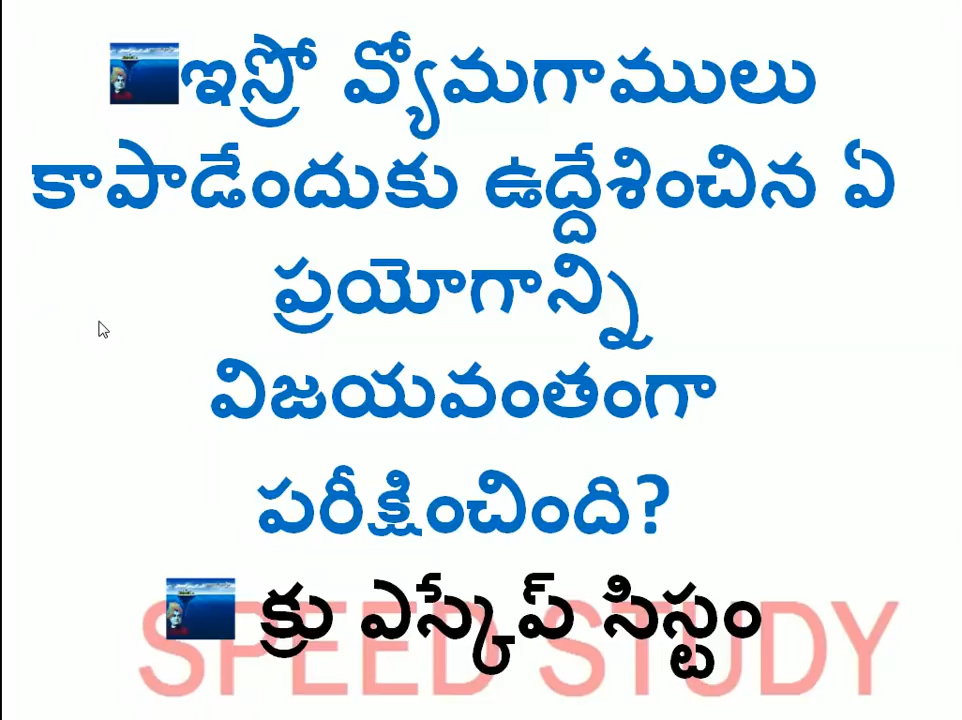 ఇస్రో వ్యోమగాములు
కాపాడేందుకు ఉద్దేశించిన ఏ
ప్రయోగాన్ని
విజయవంతంగా
పరీక్షించింది?
క్రు ఎస్కేప్ సిస్టం
SPEED STUDY